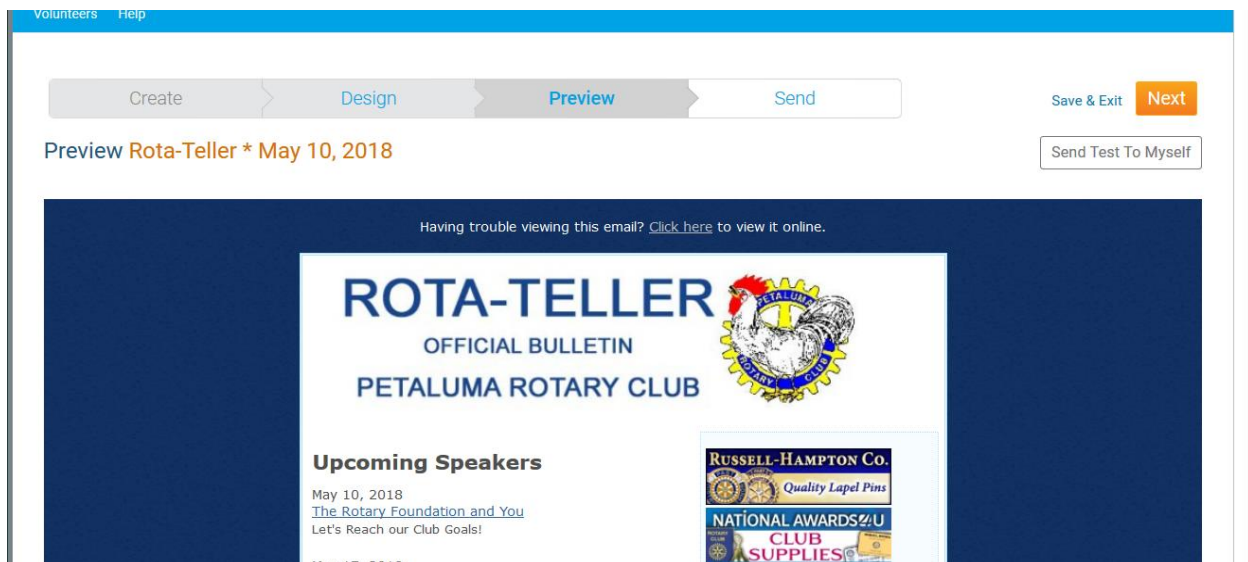 Volunteers Help
Create Design Preview Send Save & Exit Next
Preview Rota-Teller * May 10, 2018 Send Test To Myself
Having trouble viewing this email? Click here to view it online.
ROTA-TELLER
OFFICIAL BULLETIN
PETALUMA ROTARY CLUB
PETALUMA
ROTARY CLUB
Upcoming Speakers
May 10, 2018
The Rotary Foundation and You
Let's Reach our Club Goals!
RUSSELL-HAMPTON CO.
Quality Lapel Pins
NATIONAL AWARDS4U
CLUB
SUPPLIES